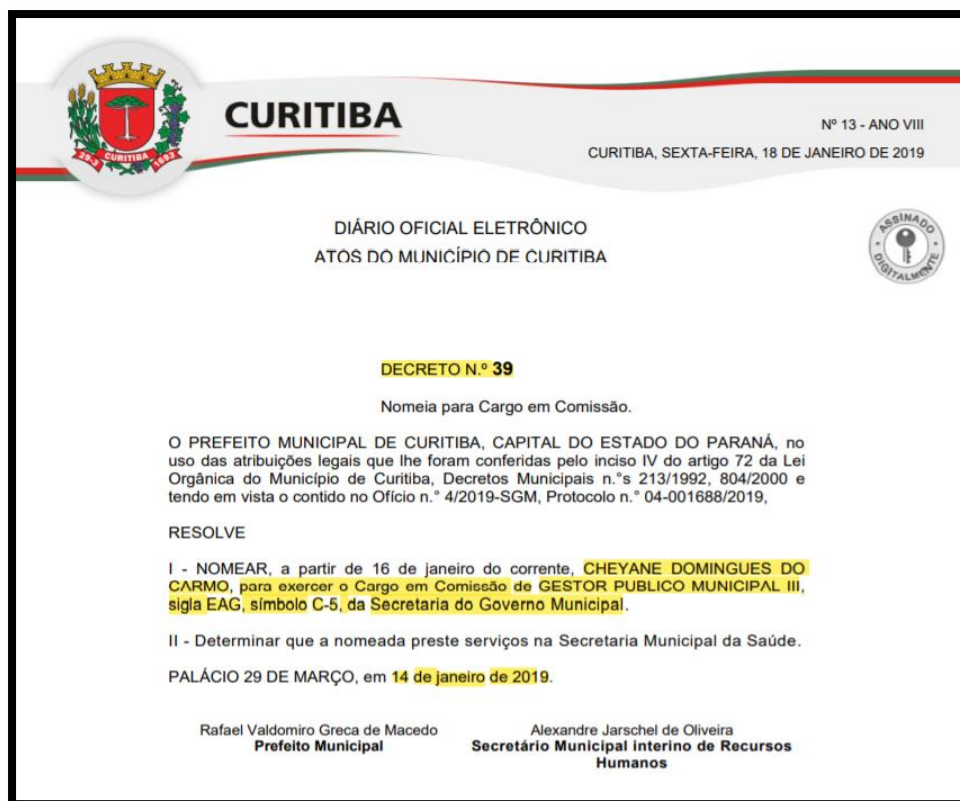 29-3 CURITIBA 1693
CURITIBA
Nº 13 - ANO VIII
CURITIBA, SEXTA-FEIRA, 18 DE JANEIRO DE 2019
DIÁRIO OFICIAL ELETRÔNICO
ATOS DO MUNICÍPIO DE CURITIBA
ASSINADO DIGITALMENTE
DECRETO N.º 39
Nomeia para Cargo em Comissão.
O PREFEITO MUNICIPAL DE CURITIBA, CAPITAL DO ESTADO DO PARANÁ, no
uso das atribuições legais que lhe foram conferidas pelo inciso IV do artigo 72 da Lei
Orgânica do Município de Curitiba, Decretos Municipais n.°s 213/1992, 804/2000 e
tendo em vista o contido no Ofício n.° 4/2019-SGM, Protocolo n.° 04-001688/2019,
RESOLVE
I - NOMEAR, a partir de 16 de janeiro do corrente, CHEYANE DOMINGUES DO
CARMO, para exercer o Cargo em Comissão de GESTOR PUBLICO MUNICIPAL III,
sigla EAG, símbolo C-5, da Secretaria do Governo Municipal.
II - Determinar que a nomeada preste serviços na Secretaria Municipal da Saúde.
PALÁCIO 29 DE MARÇO, em 14 de janeiro de 2019.
Rafael Valdomiro Greca de Macedo
Prefeito Municipal
Alexandre Jarschel de Oliveira
Secretário Municipal interino de Recursos
Humanos